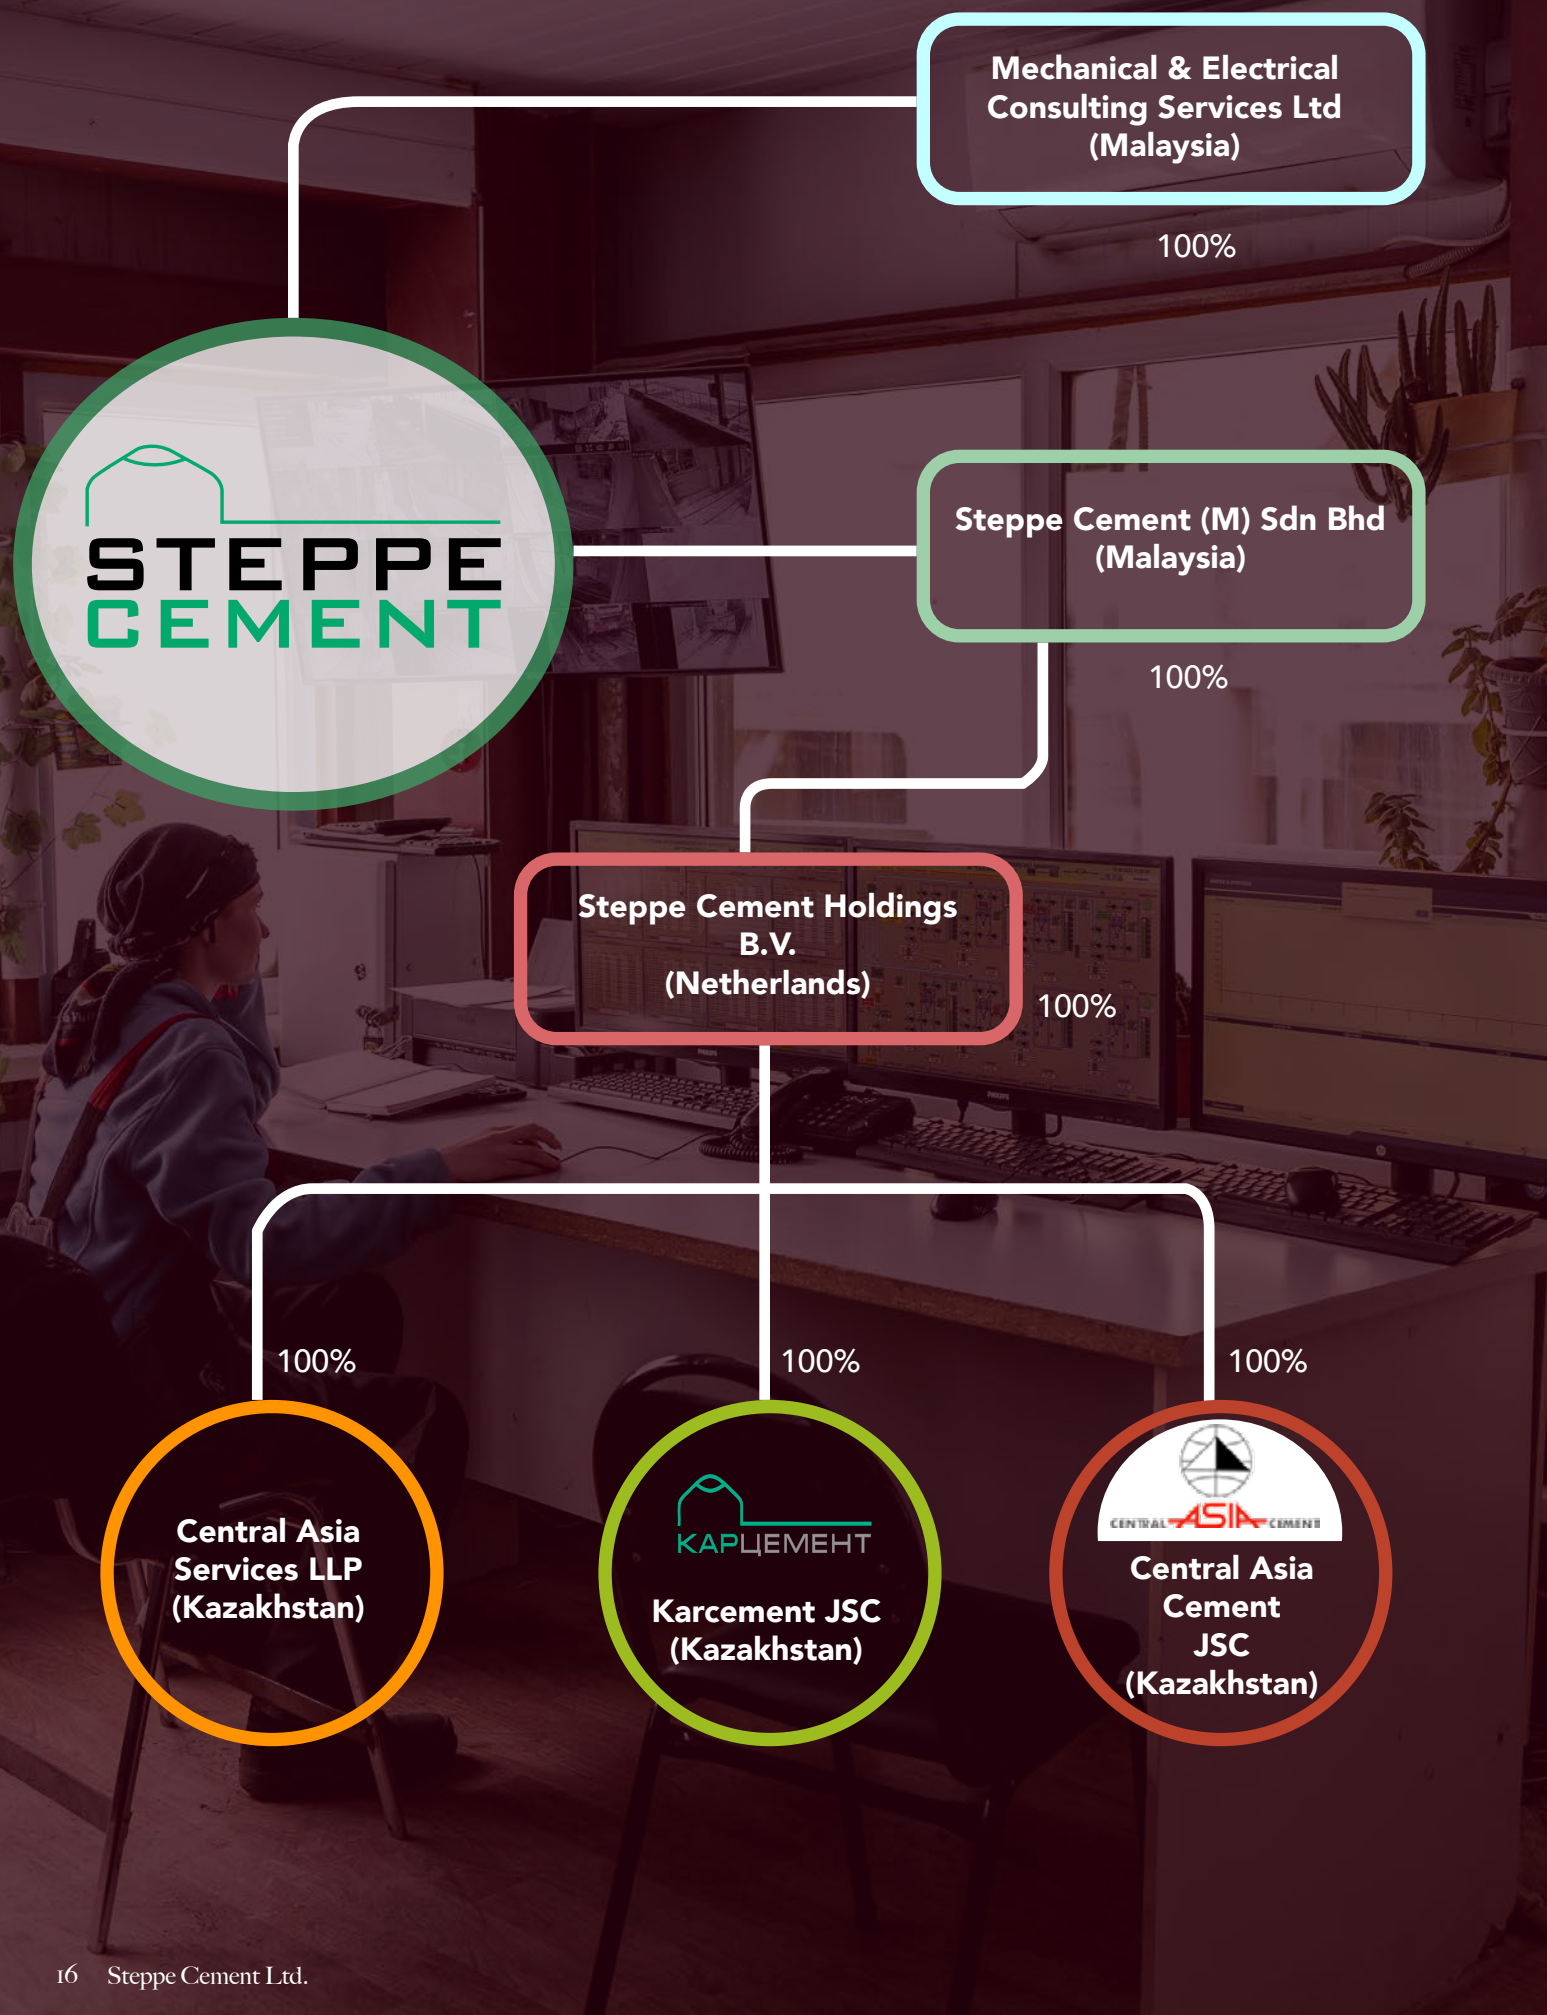 Mechanical & Electrical
Consulting Services Ltd
(Malaysia)
100%
STEPPE
CEMENT
Steppe Cement (M) Sdn Bhd
(Malaysia)
100%
Steppe Cement Holdings
B.V.
(Netherlands)
100%
100%
100%
100%
Central Asia
Services LLP
(Kazakhstan)
КАРЦЕМЕНТ
Karcement JSC
(Kazakhstan)
CENTRAL ASIA CEMENT
Central Asia
Cement
JSC
(Kazakhstan)
16 Steppe Cement Ltd.